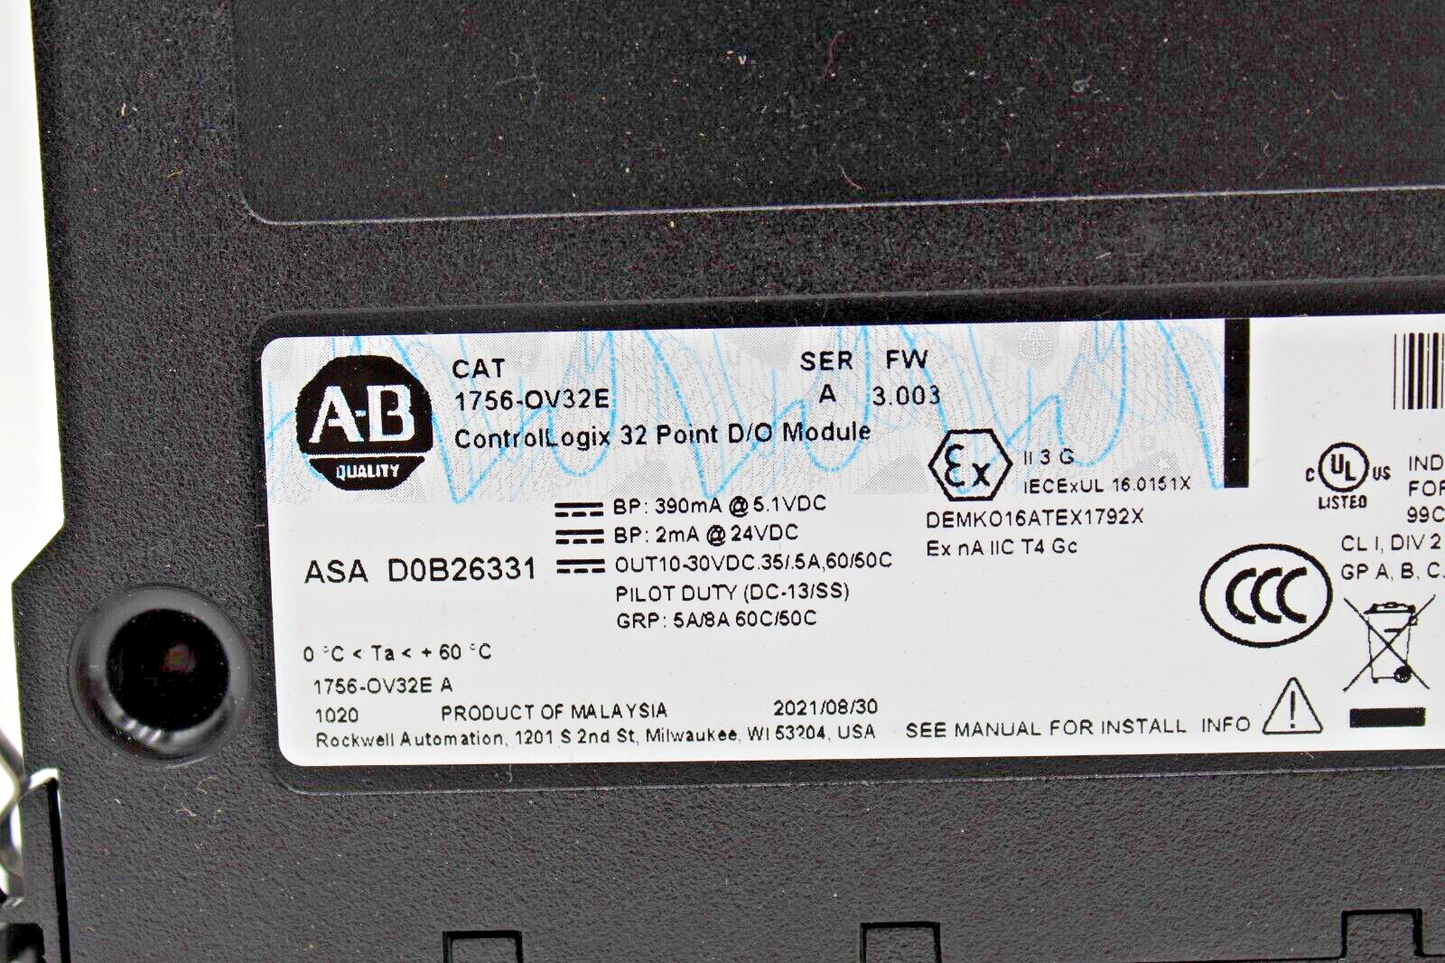 CAT SER FW
1756-OV32E A 3.003
ControlLogix 32 Point D/O Module
A-B
QUALITY
Ex II 3 G
IECExUL 16.0151X
DEMKO16ATEX1792X
Ex nA IIC T4 Gc
BP: 390mA @ 5.1VDC
BP: 2mA @ 24VDC
ASA D0B26331 OUT10-30VDC.35/.5A,60/50C
PILOT DUTY (DC-13/SS)
GRP: 5A/8A 60C/50C
0 °C < Ta < + 60 °C
1756-OV32E A
1020 PRODUCT OF MALAYSIA 2021/08/30
Rockwell Automation, 1201 S 2nd St, Milwaukee, WI 53204, USA
SEE MANUAL FOR INSTALL INFO
C UL US
LISTED
IND
FOR
99C
CL I, DIV 2
GP A, B, C,
CCC